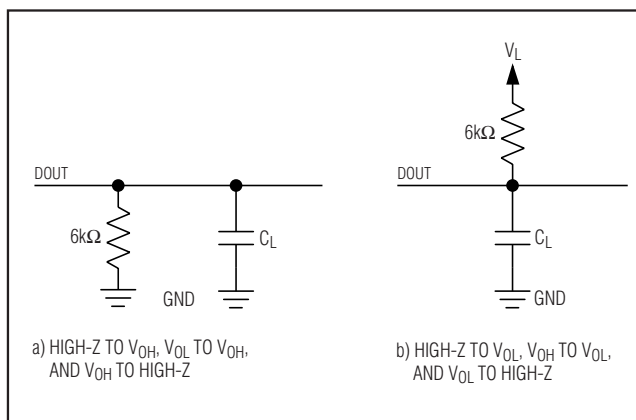 DOUT
6kΩ
C_L
GND
a) HIGH-Z TO V_OH, V_OL TO V_OH,
AND V_OH TO HIGH-Z
V_L
6kΩ
DOUT
C_L
GND
b) HIGH-Z TO V_OL, V_OH TO V_OL,
AND V_OL TO HIGH-Z